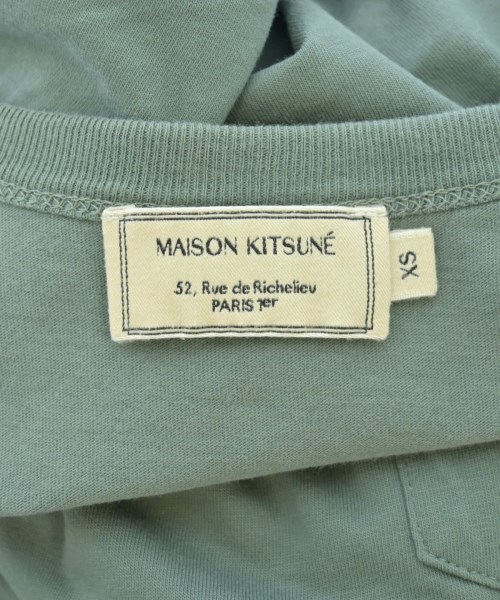 MAISON KITSUNÉ
52, Rue de Richelieu
PARIS 1er
XS